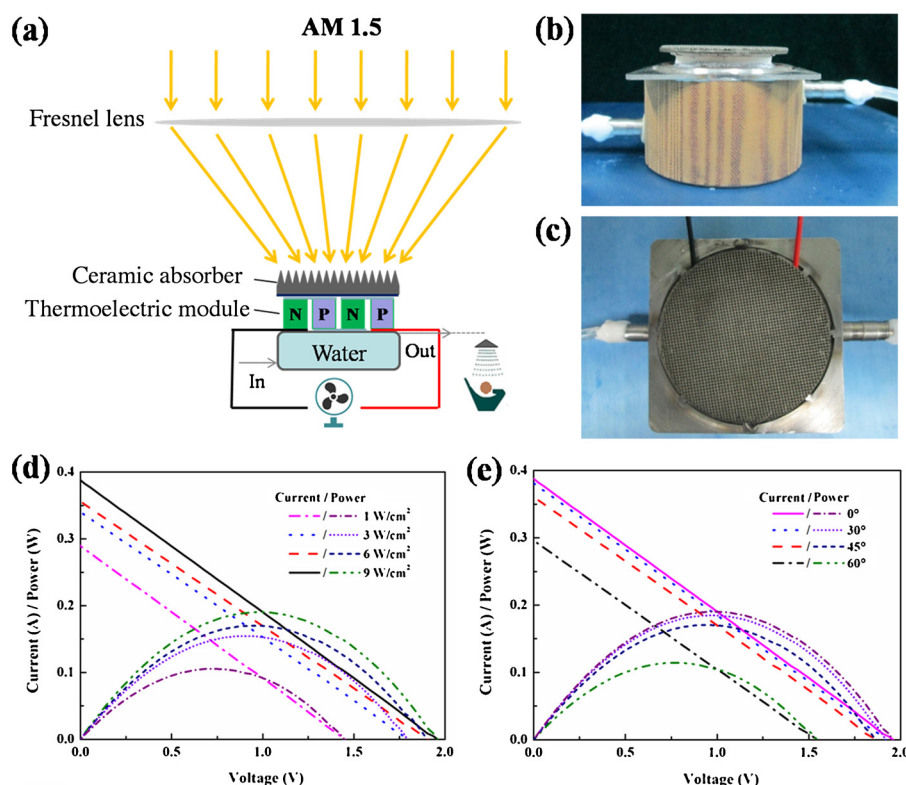 (a)
AM 1.5
Fresnel lens
Ceramic absorber
Thermoelectric module
N P N P
Water
In
Out
(b)
(c)
(d)
0.4
0.3
0.2
0.1
0.0
Current (A) / Power (W)
Current / Power
/ 1 W/cm²
/ 3 W/cm²
/ 6 W/cm²
/ 9 W/cm²
0.0 0.5 1.0 1.5 2.0
Voltage (V)
(e)
0.4
0.3
0.2
0.1
0.0
Current (A) / Power (W)
Current / Power
/ 0°
/ 30°
/ 45°
/ 60°
0.0 0.5 1.0 1.5 2.0
Voltage (V)